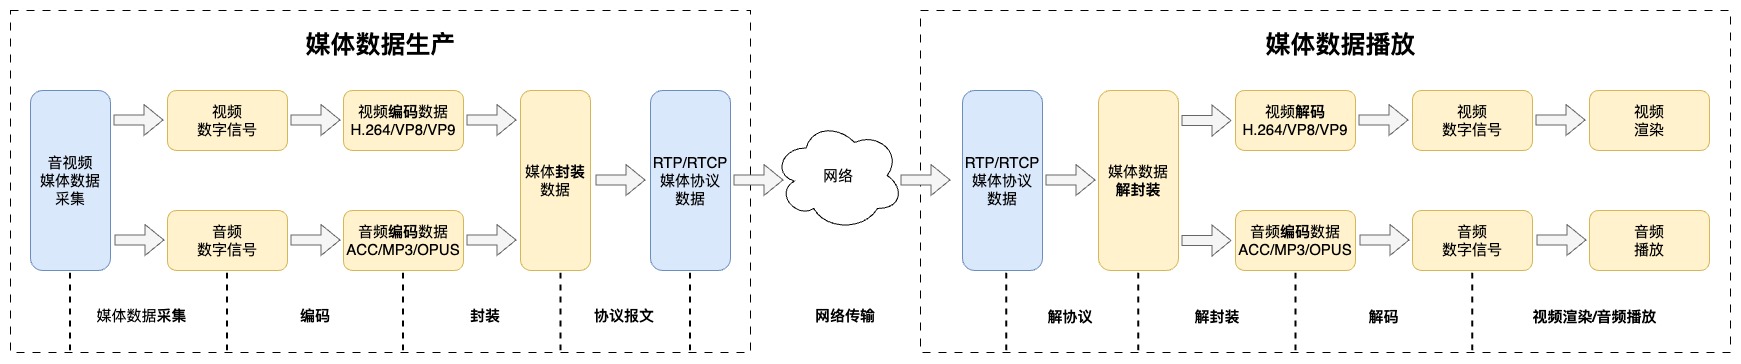 媒体数据生产
音视频
媒体数据
采集
视频
数字信号
视频编码数据
H.264/VP8/VP9
音频
数字信号
音频编码数据
ACC/MP3/OPUS
媒体封装
数据
RTP/RTCP
媒体协议
数据
媒体数据采集
编码
封装
协议报文
网络
网络传输
媒体数据播放
RTP/RTCP
媒体协议
数据
媒体数据
解封装
视频解码
H.264/VP8/VP9
视频
数字信号
视频
渲染
音频编码数据
ACC/MP3/OPUS
音频
数字信号
音频
播放
解协议
解封装
解码
视频渲染/音频播放